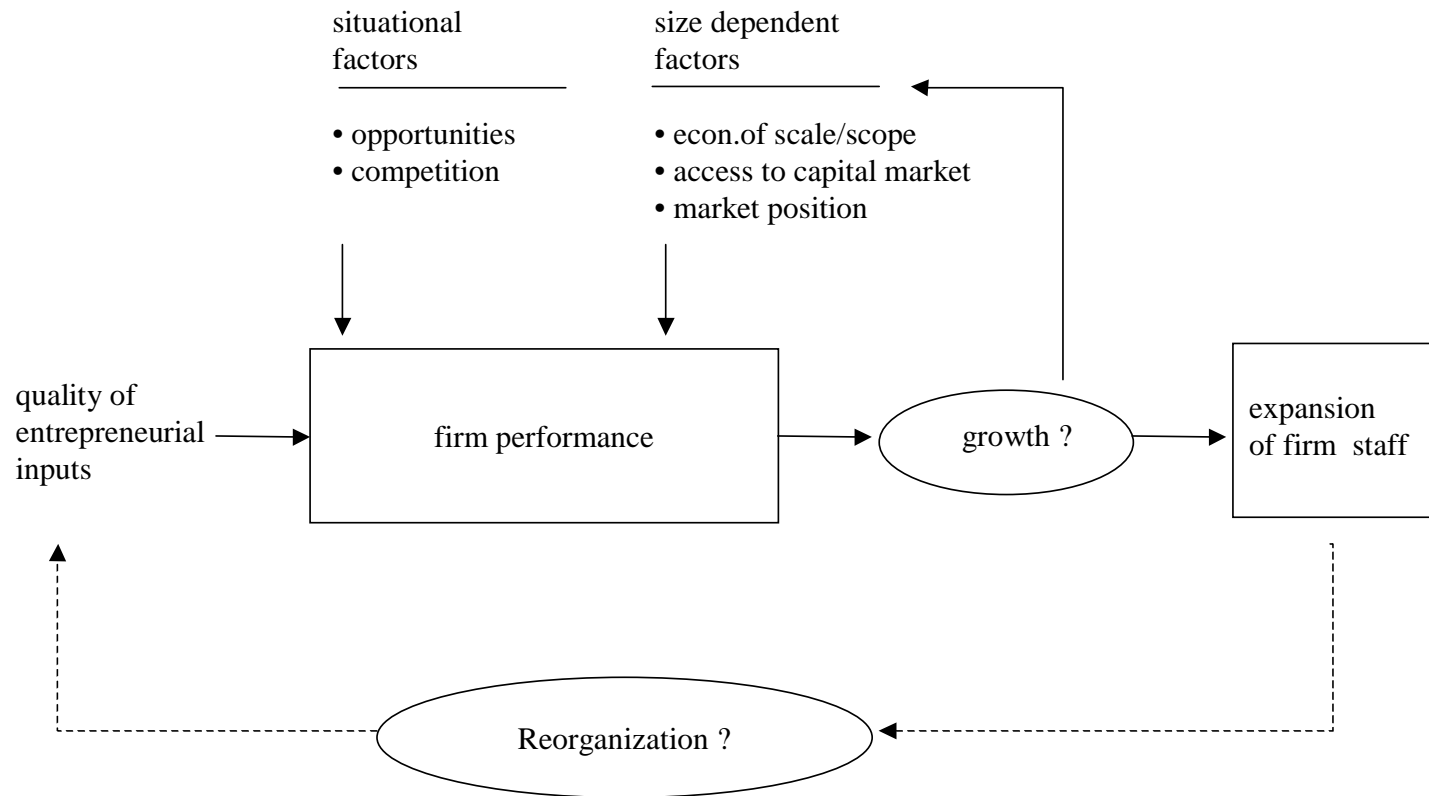 situational
factors
size dependent
factors
• opportunities
• competition
• econ.of scale/scope
• access to capital market
• market position
quality of
entrepreneurial
inputs
firm performance
growth ?
expansion
of firm  staff
Reorganization ?